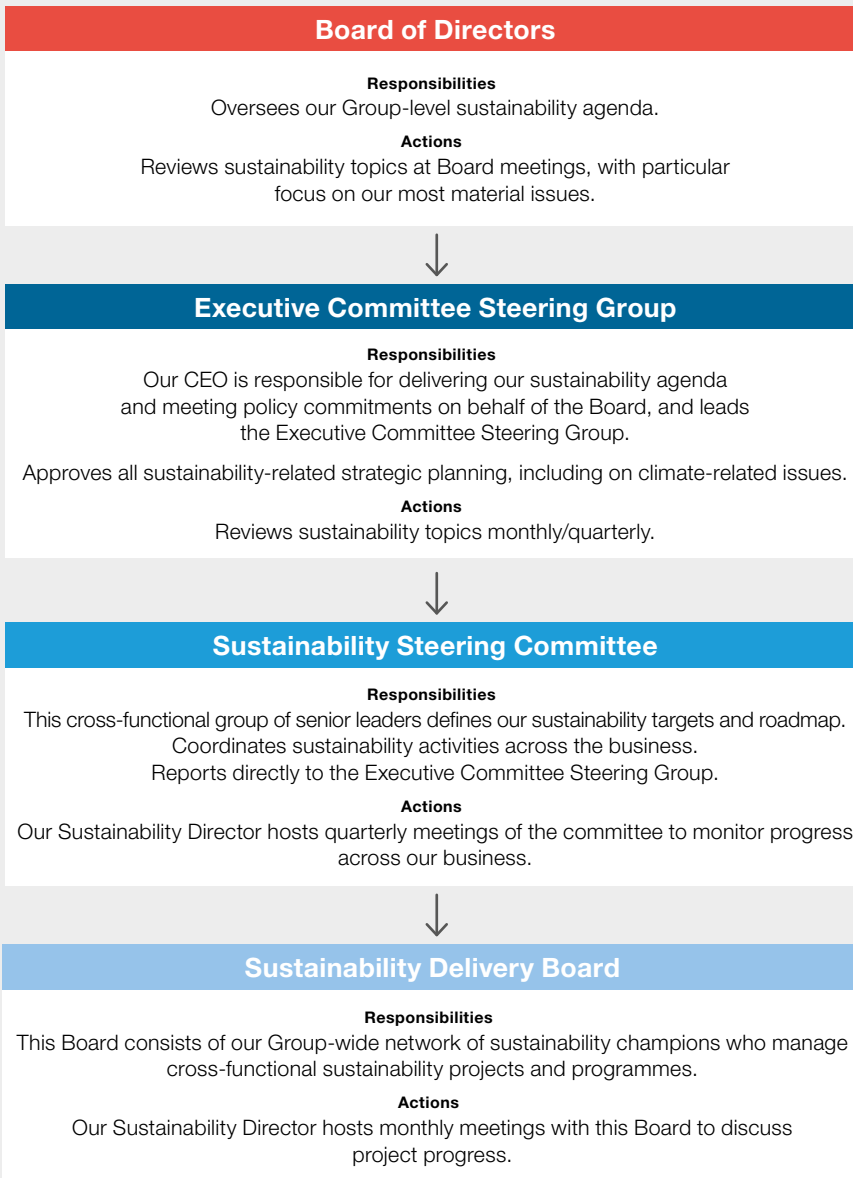 Board of Directors
Responsibilities
Oversees our Group-level sustainability agenda.
Actions
Reviews sustainability topics at Board meetings, with particular
focus on our most material issues.
Executive Committee Steering Group
Responsibilities
Our CEO is responsible for delivering our sustainability agenda
and meeting policy commitments on behalf of the Board, and leads
the Executive Committee Steering Group.
Approves all sustainability-related strategic planning, including on climate-related issues.
Actions
Reviews sustainability topics monthly/quarterly.
Sustainability Steering Committee
Responsibilities
This cross-functional group of senior leaders defines our sustainability targets and roadmap.
Coordinates sustainability activities across the business.
Reports directly to the Executive Committee Steering Group.
Actions
Our Sustainability Director hosts quarterly meetings of the committee to monitor progress
across our business.
Sustainability Delivery Board
Responsibilities
This Board consists of our Group-wide network of sustainability champions who manage
cross-functional sustainability projects and programmes.
Actions
Our Sustainability Director hosts monthly meetings with this Board to discuss
project progress.